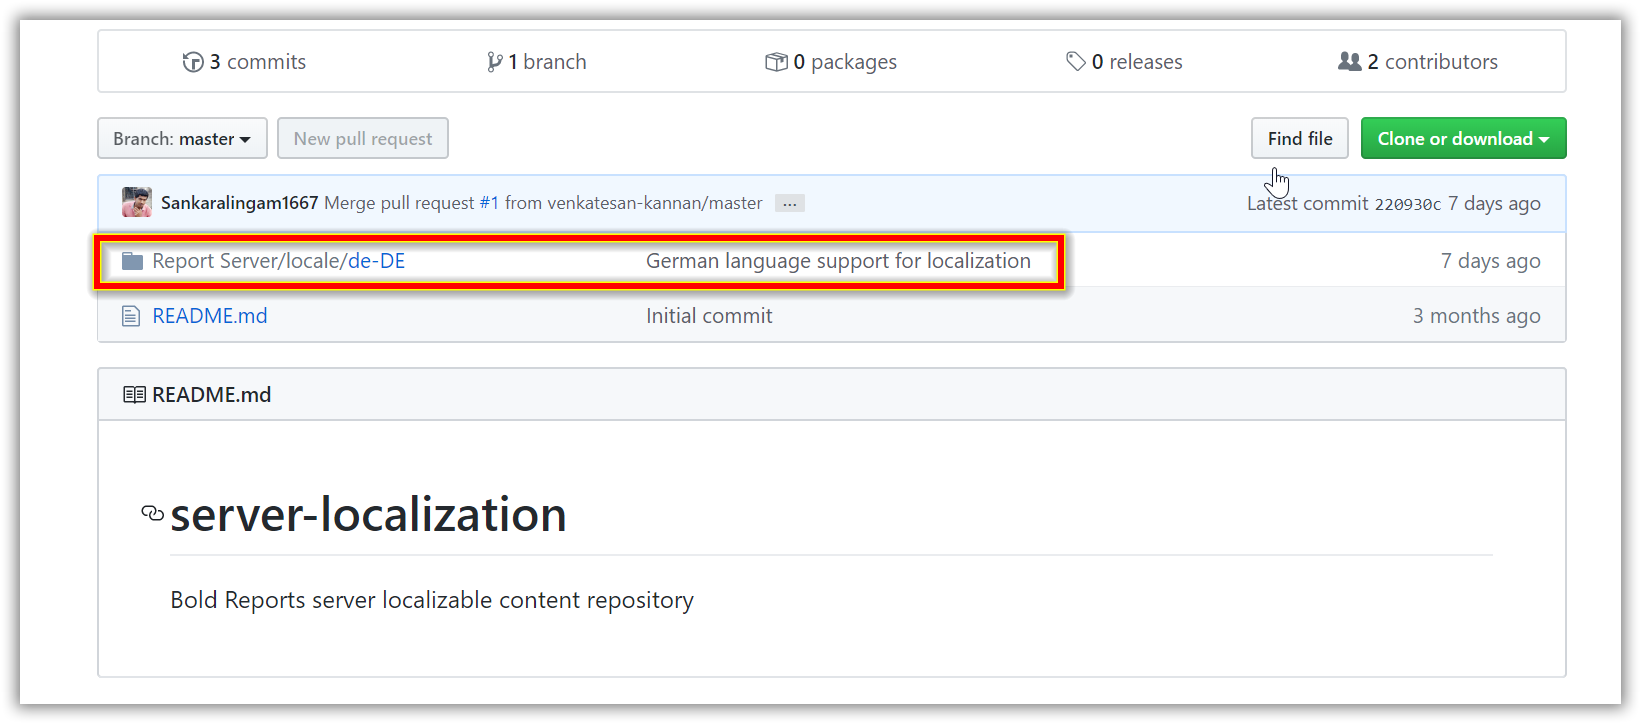 3 commits 1 branch 0 packages 0 releases 2 contributors
Branch: master New pull request Find file Clone or download
Sankaralingam1667 Merge pull request #1 from venkatesan-kannan/master ... Latest commit 220930c 7 days ago
Report Server/locale/de-DE German language support for localization 7 days ago
README.md Initial commit 3 months ago
README.md
server-localization
Bold Reports server localizable content repository